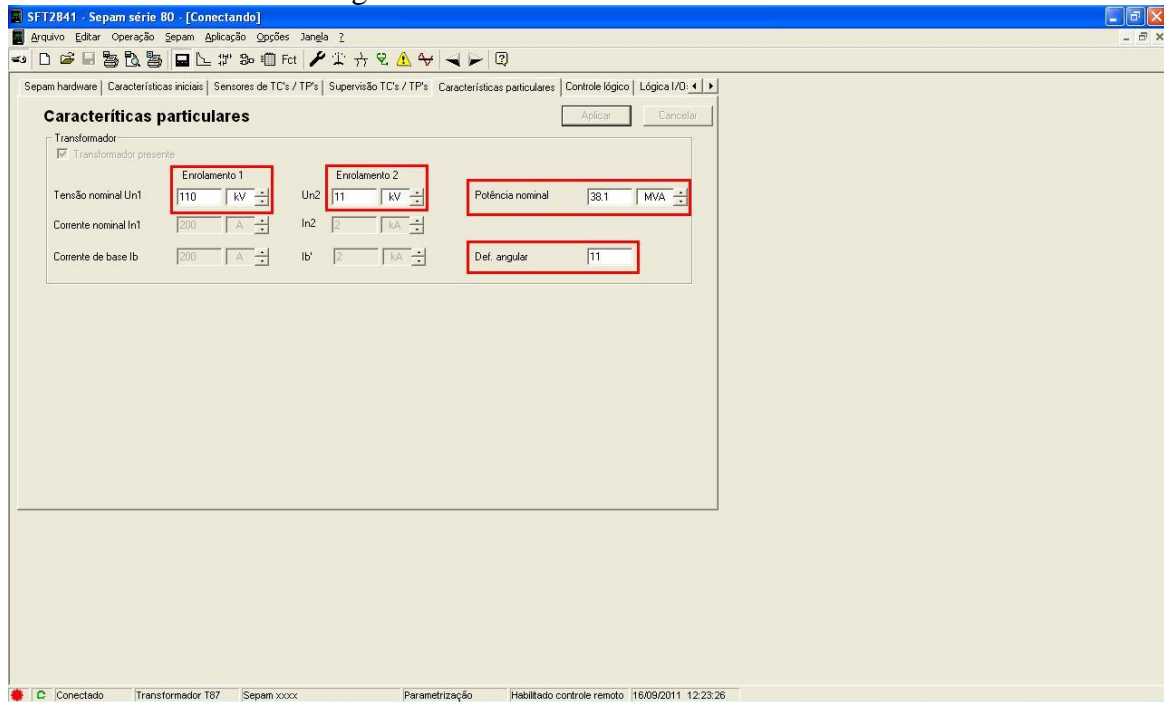 SFT2841 - Sepam série 80 - [Conectando]
Arquivo Editar Operação Sepam Aplicação Opções Janela ?
Fct
Sepam hardware Características iniciais Sensores de TC's / TP's Supervisão TC's / TP's Características particulares Controle lógico Lógica I/O:
Caracteríticas particulares Aplicar Cancelar
Transformador
Transformador presente
Enrolamento 1 Enrolamento 2
Tensão nominal Un1 110 kV Un2 11 kV Potência nominal 38.1 MVA
Corrente nominal In1 200 A In2 2 kA
Corrente de base Ib 200 A Ib' 2 kA Def. angular 11
Conectado Transformador T87 Sepam xxxx Parametrização Habilitado controle remoto 16/09/2011 12:23:26